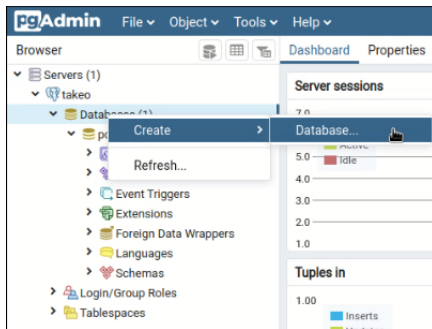 pgAdmin File Object Tools Help
Browser
Dashboard Properties
Servers (1)
takeo
Databases (1)
Create
Database...
Refresh...
Event Triggers
Extensions
Foreign Data Wrappers
Languages
Schemas
Login/Group Roles
Tablespaces
Server sessions
7.0
Active
5.0
Idle
4.0
3.0
2.0
1.0
Tuples in
1.00
Inserts